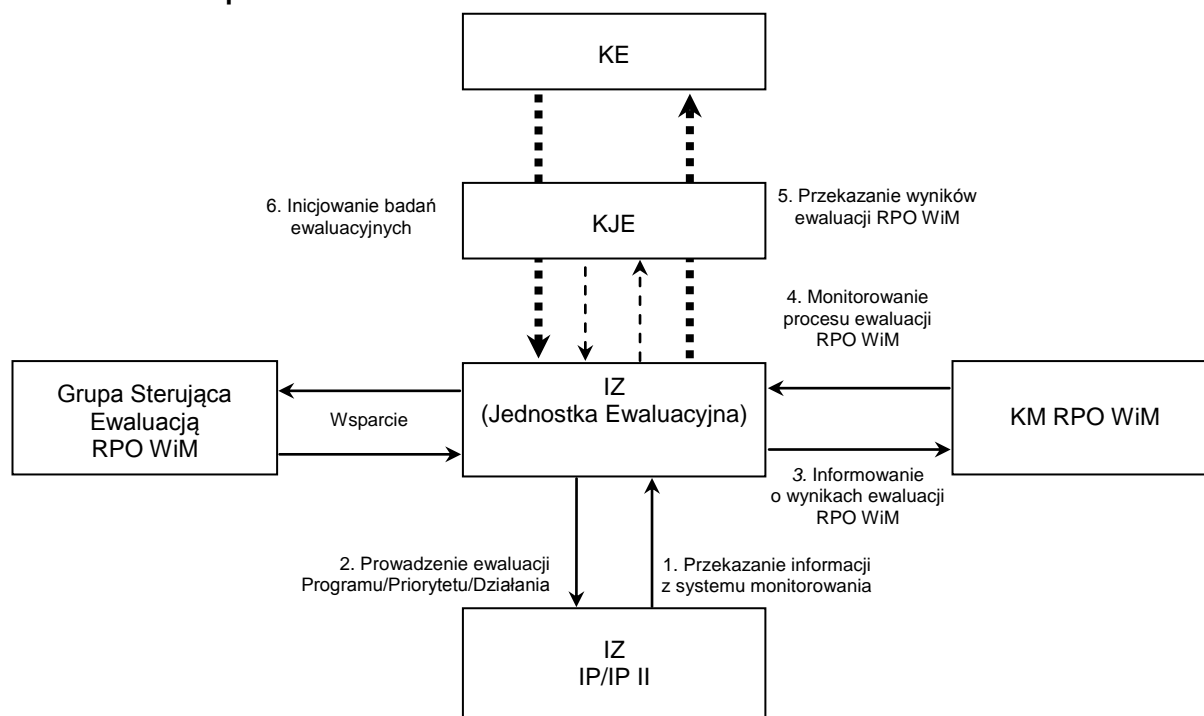 KE
6. Inicjowanie badań
ewaluacyjnych
KJE
5. Przekazanie wyników
ewaluacji RPO WiM
4. Monitorowanie
procesu ewaluacji
RPO WiM
Grupa Sterująca
Ewaluacją
RPO WiM
Wsparcie
IZ
(Jednostka Ewaluacyjna)
KM RPO WiM
3. Informowanie
o wynikach ewaluacji
RPO WiM
2. Prowadzenie ewaluacji
Programu/Priorytetu/Działania
1. Przekazanie informacji
z systemu monitorowania
IZ
IP/IP II